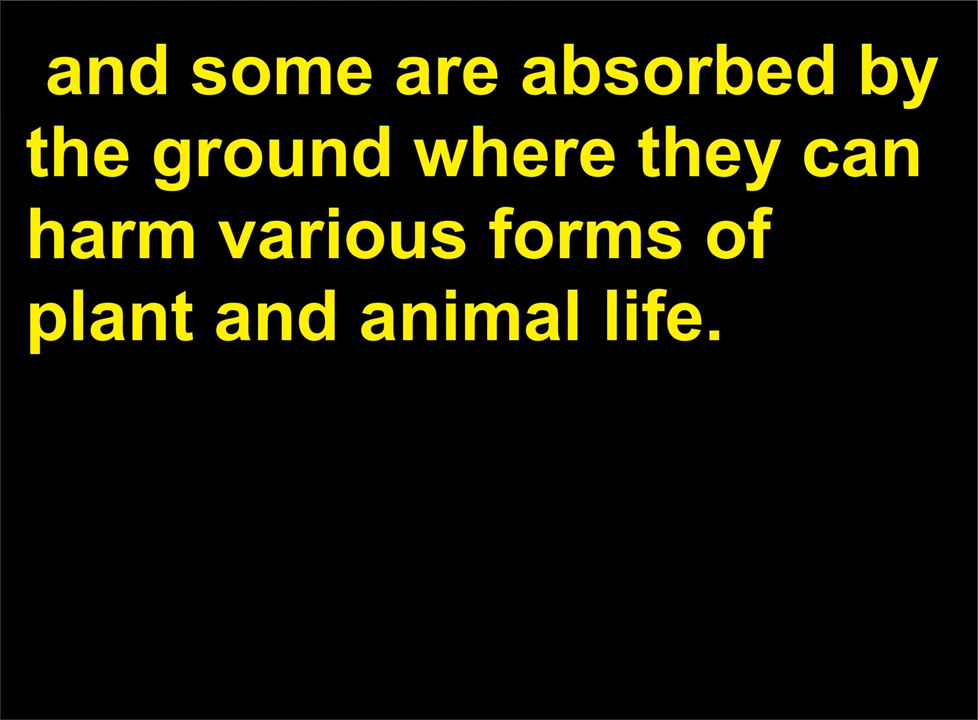 and some are absorbed by
the ground where they can
harm various forms of
plant and animal life.